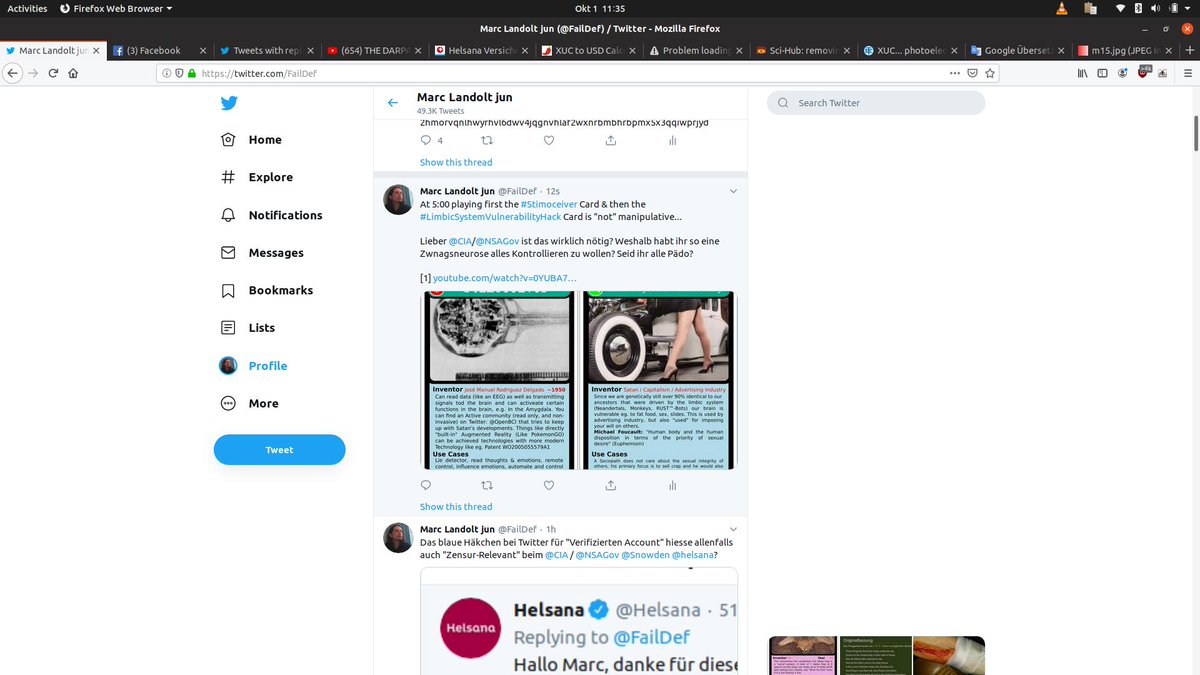 Activities Firefox Web Browser Okt 1 11:35
Marc Landolt jun (@FailDef) / Twitter - Mozilla Firefox
Marc Landolt jun
(3) Facebook
Tweets with repl
(654) THE DARPA
Helsana Versiche
XUC to USD Calc
Problem loading
Sci-Hub: removin
XUC... photoelec
Google Übersetz
m15.jpg (JPEG Im
https://twitter.com/FailDef
Marc Landolt jun
49.3K Tweets
Search Twitter
Home
Explore
Notifications
Messages
Bookmarks
Lists
Profile
More
Tweet
4
Show this thread
Marc Landolt jun @FailDef · 12s
At 5:00 playing first the #Stimoceiver Card & then the
#LimbicSystemVulnerabilityHack Card is "not" manipulative...
Lieber @CIA/@NSAGov ist das wirklich nötig? Weshalb habt ihr so eine
Zwnagsneurose alles Kontrollieren zu wollen? Seid ihr alle Pädo?
[1] youtube.com/watch?v=0YUBA7…
Inventor José Manuel Rodriguez Delgado ~1950
Can read data (like an EEG) as well as transmitting
signals tod the brain and can activeate certain
functions in the brain, e.g. in the Amygdala. You
can find an Active community (read only, and non-
invasive) on Twitter: @OpenBCI that tries to keep
up with Satan's developments. Things like directly
"built-in" Augmented Reality (Like PokemonGO)
can be achieved technologies with more modern
Technology like eg. Patent WO2005055579A1
Use Cases
Lie detector, read thoughts & emotions, remote
control, influence emotions, automate and control
Inventor Satan / Capitalism / Advertising Industry
Since we are genetically still over 90% identical to our
ancestors that were driven by the limbic system
(Neandertals, Monkeys, RUST™-Bots) our brain is
vulnerable eg. to fat food, sex, slides. This is used by
advertising industry, but also "used" for imposing
your will on others.
Michael Foucault: "Human body and the human
disposition in terms of the priority of sexual
desire" (Euphemism)
Use Cases
A Sociopath does not care about the sexual integrity of
others, his primary focus is to sell crap and he would also
Show this thread
Marc Landolt jun @FailDef · 1h
Das blaue Häkchen bei Twitter für "Verifizierten Account" hiesse allenfalls
auch "Zensur-Relevant" beim @CIA / @NSAGov @Snowden @helsana?
Helsana
Helsana @Helsana · 51
Replying to @FailDef
Hallo Marc, danke für diese
Originalfassung